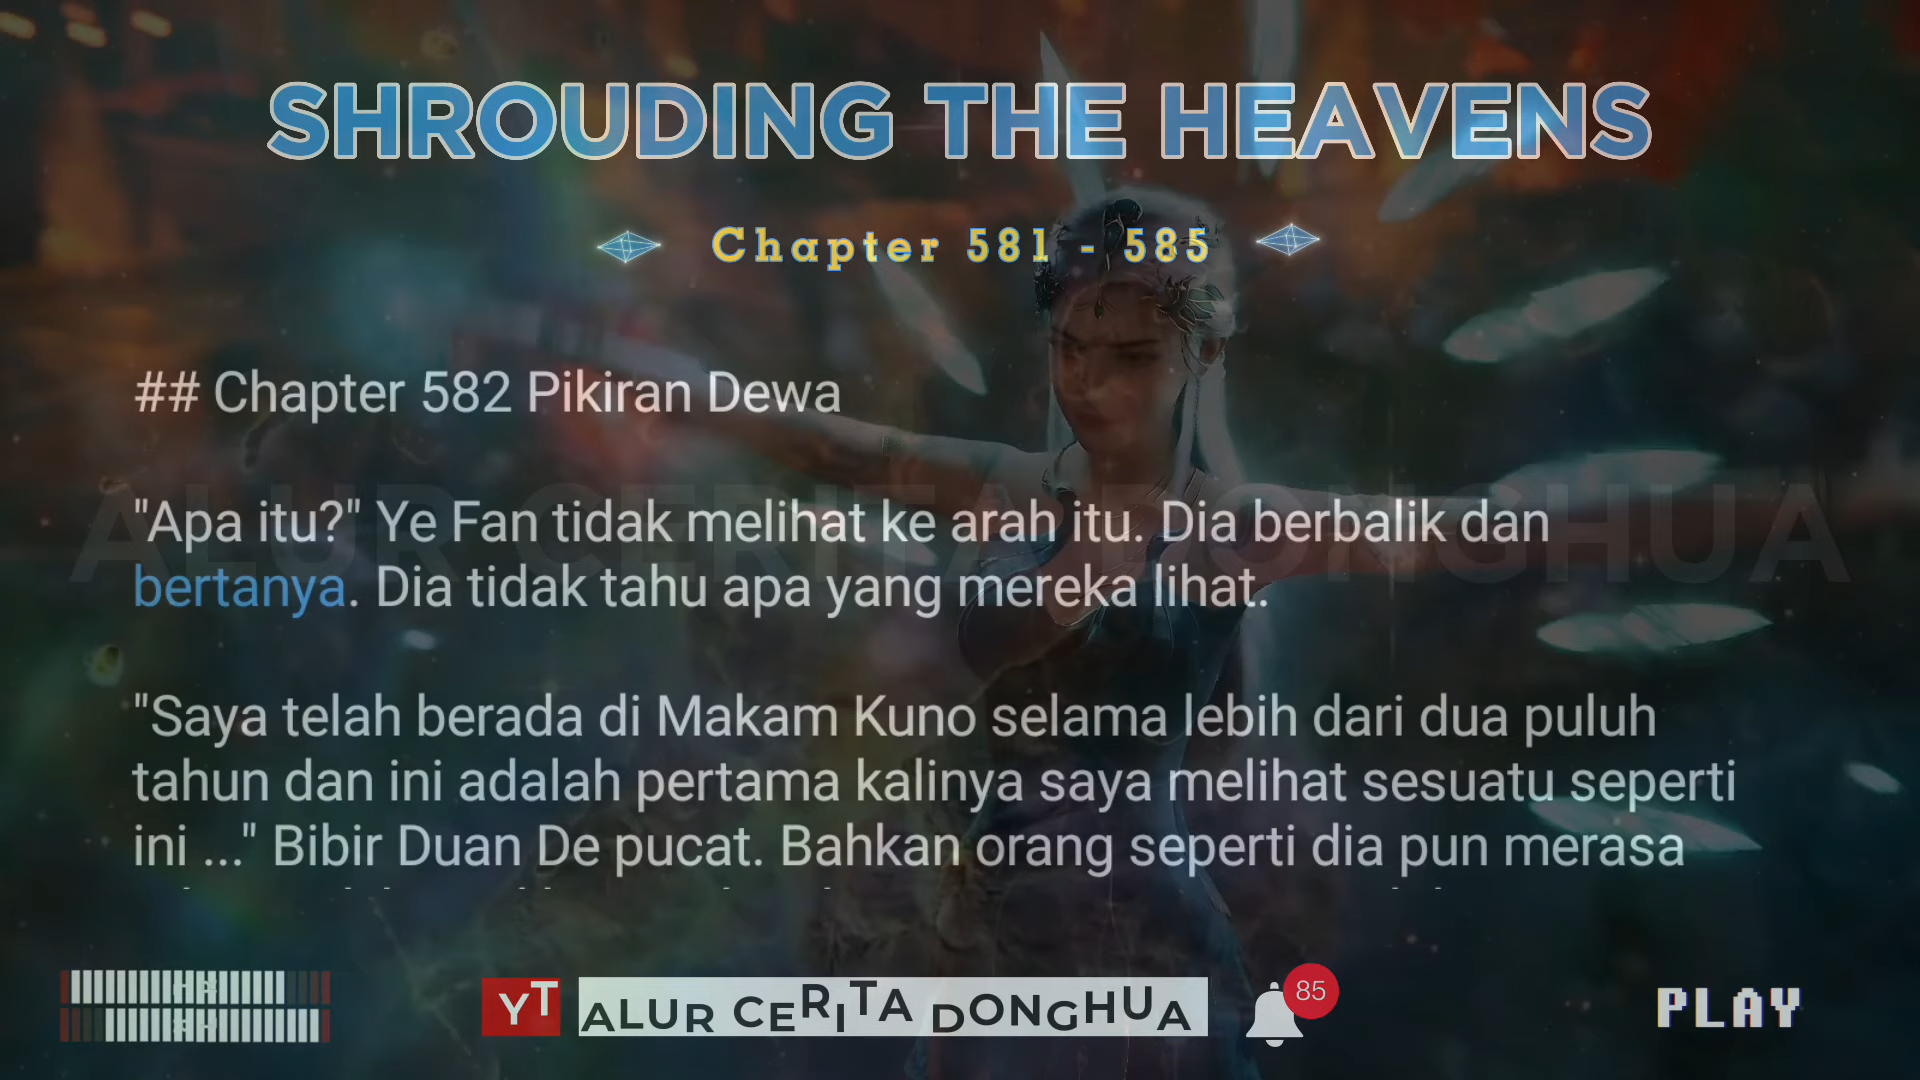 SHROUDING THE HEAVENS
Chapter 581 - 585
## Chapter 582 Pikiran Dewa
"Apa itu?" Ye Fan tidak melihat ke arah itu. Dia berbalik dan
bertanya. Dia tidak tahu apa yang mereka lihat.
ALUR CERITA DONGHUA
"Saya telah berada di Makam Kuno selama lebih dari dua puluh
tahun dan ini adalah pertama kalinya saya melihat sesuatu seperti
ini ..." Bibir Duan De pucat. Bahkan orang seperti dia pun merasa
YT ALUR CERITA DONGHUA 85
PLAY